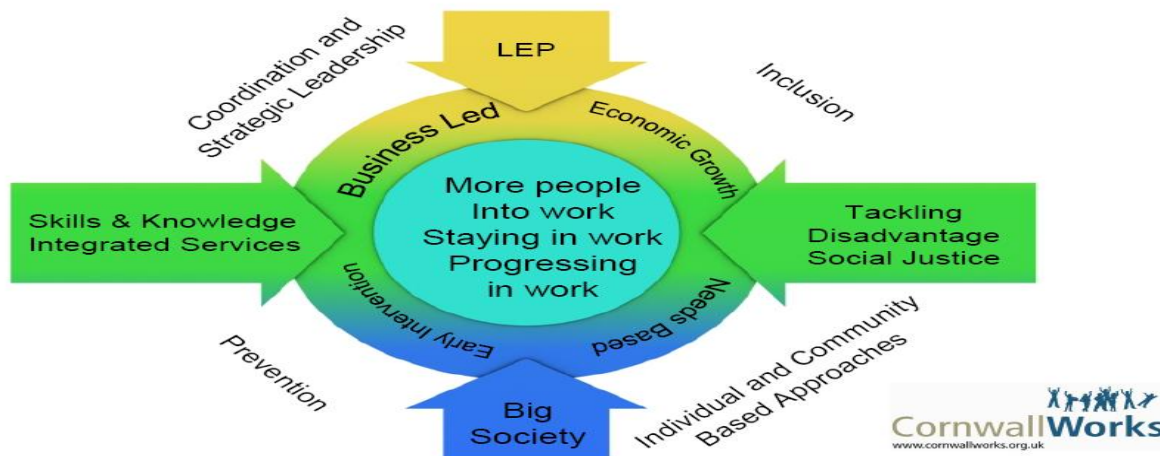 Coordination and
Strategic Leadership
LEP
Inclusion
Business Led
Economic Growth
Skills & Knowledge
Integrated Services
More people
Into work
Staying in work
Progressing
in work
Tackling
Disadvantage
Social Justice
Early Intervention
Needs Based
Prevention
Big
Society
Individual and Community
Based Approaches
CornwallWorks
www.cornwallworks.org.uk